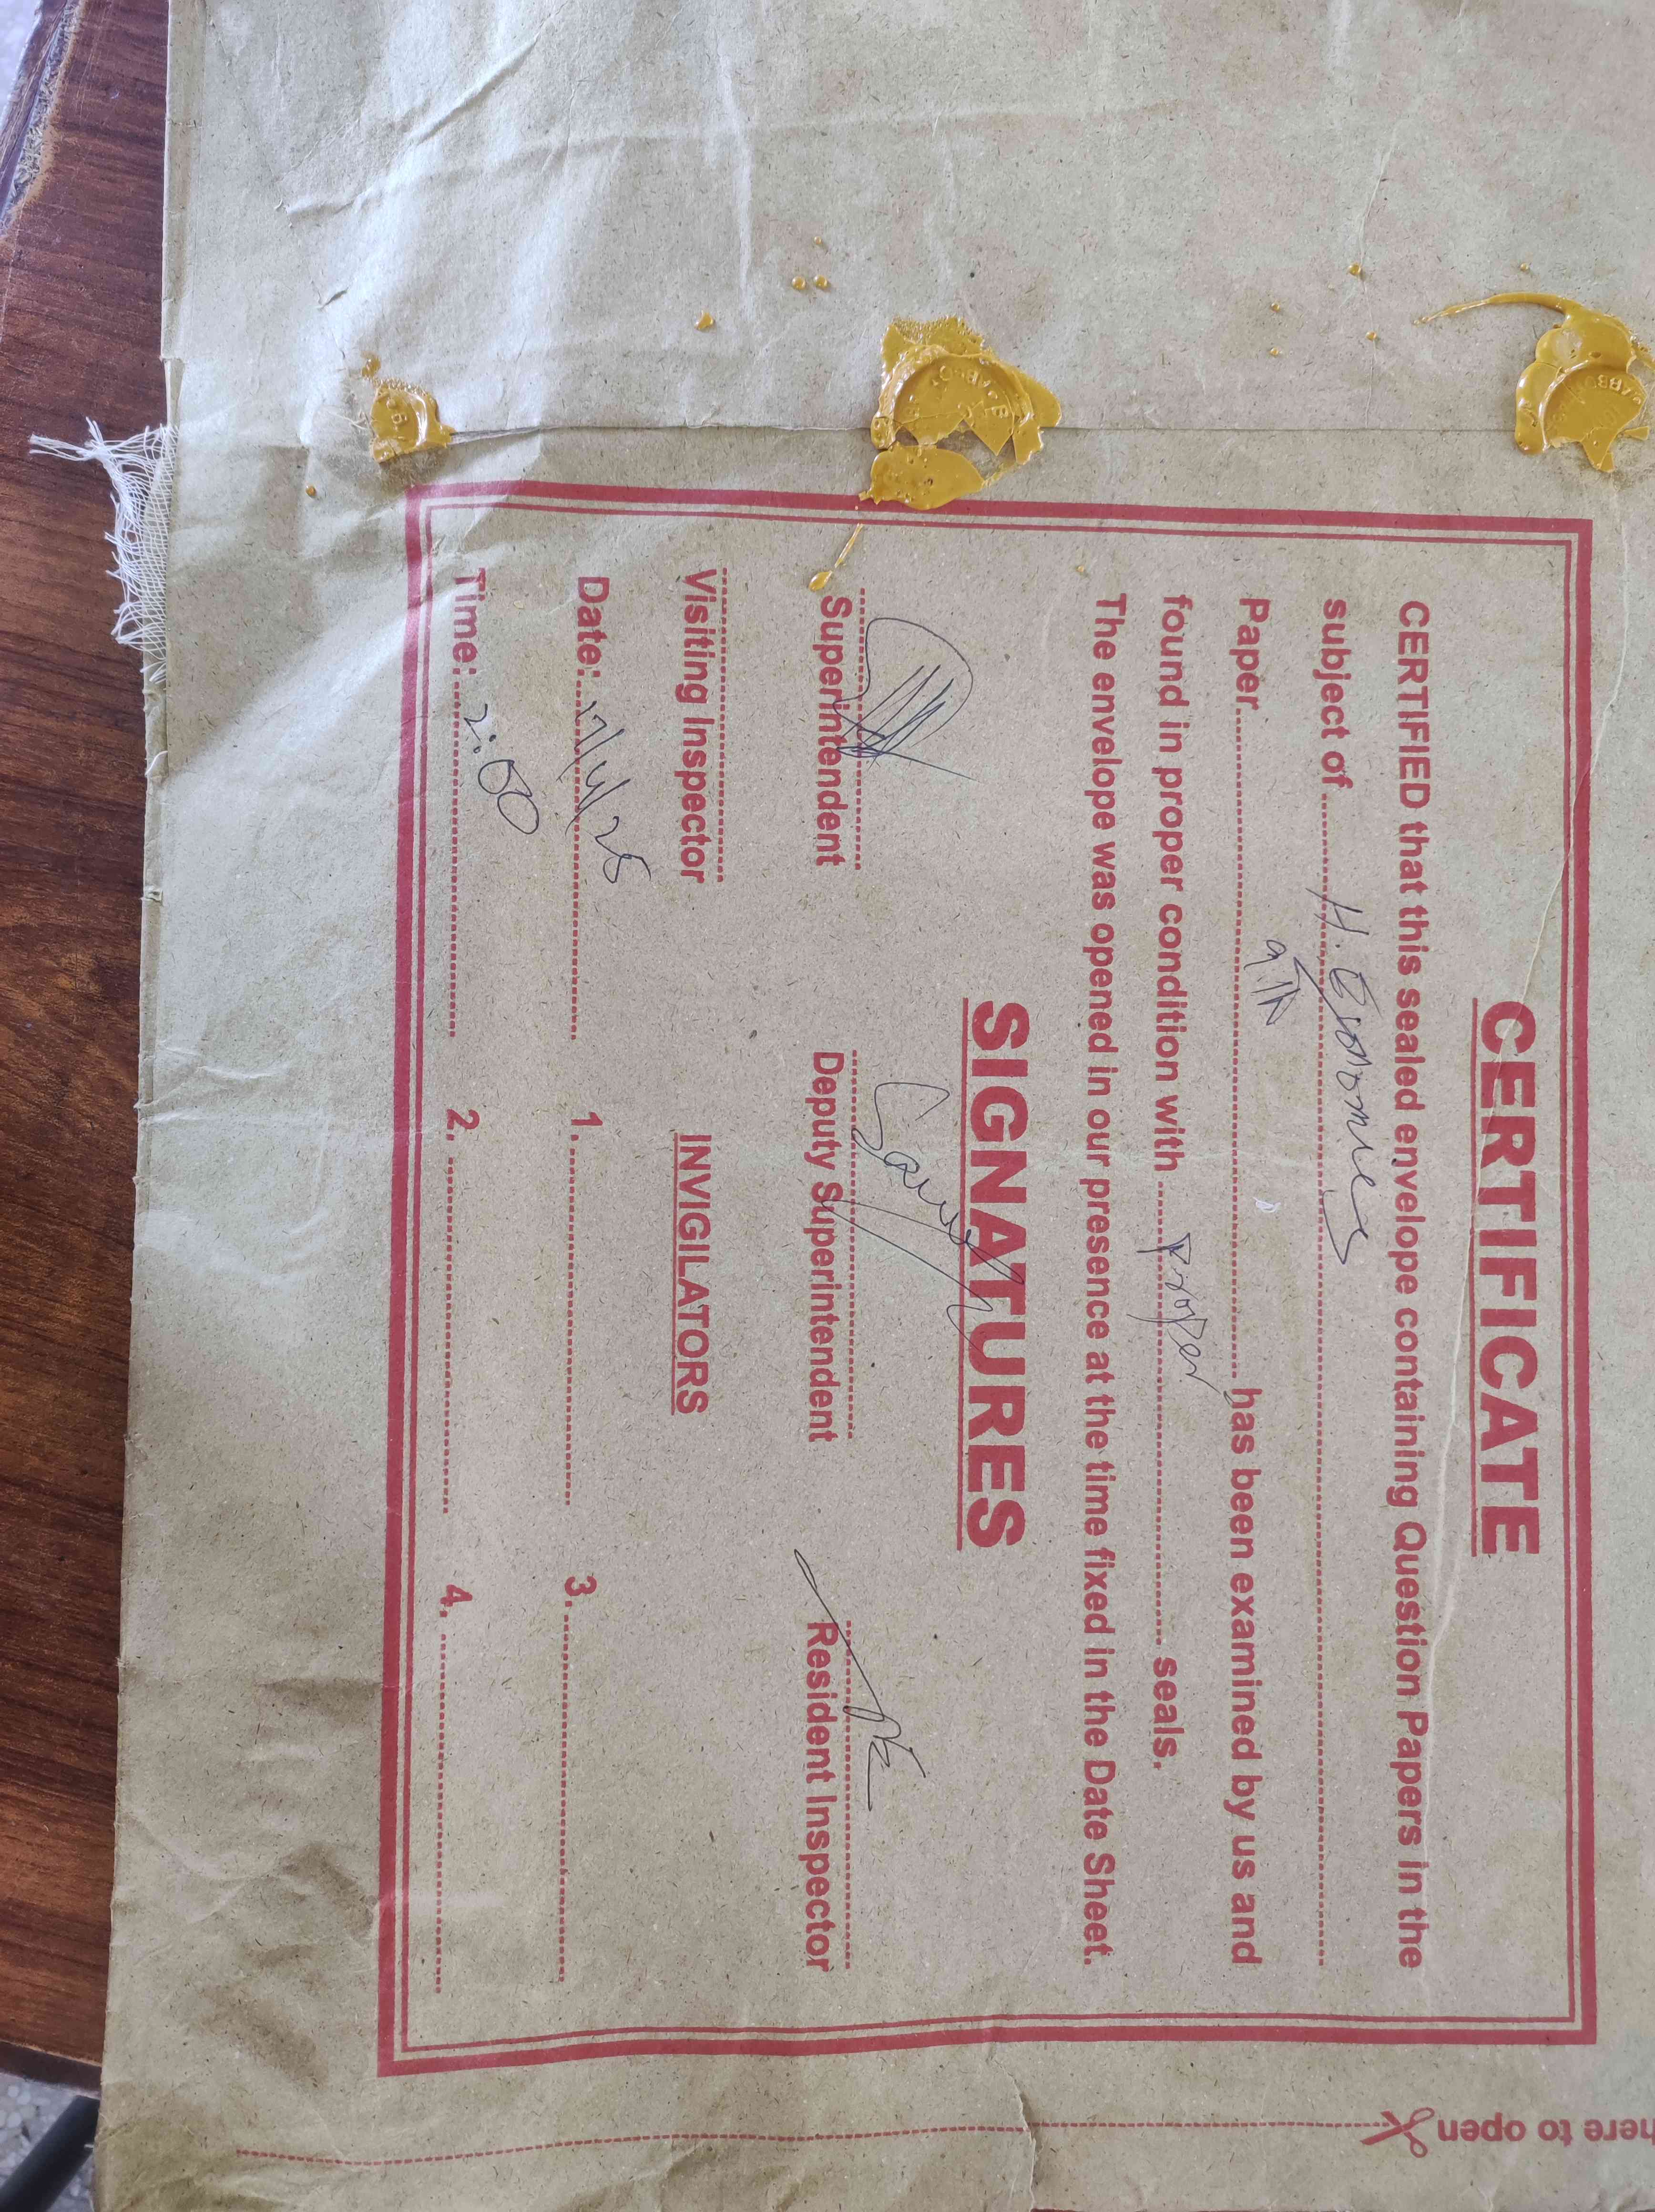 CERTIFICATE
CERTIFIED that this sealed envelope containing Question Papers in the
subject of H. Economics
9th
Paper has been examined by us and
found in proper condition with Proper seals.
The envelope was opened in our presence at the time fixed in the Date Sheet.
SIGNATURES
Superintendent Deputy Superintendent Resident Inspector
Visiting Inspector INVIGILATORS
Date: 17/4/25 1. 3.
Time: 2:00 2. 4.
here to open